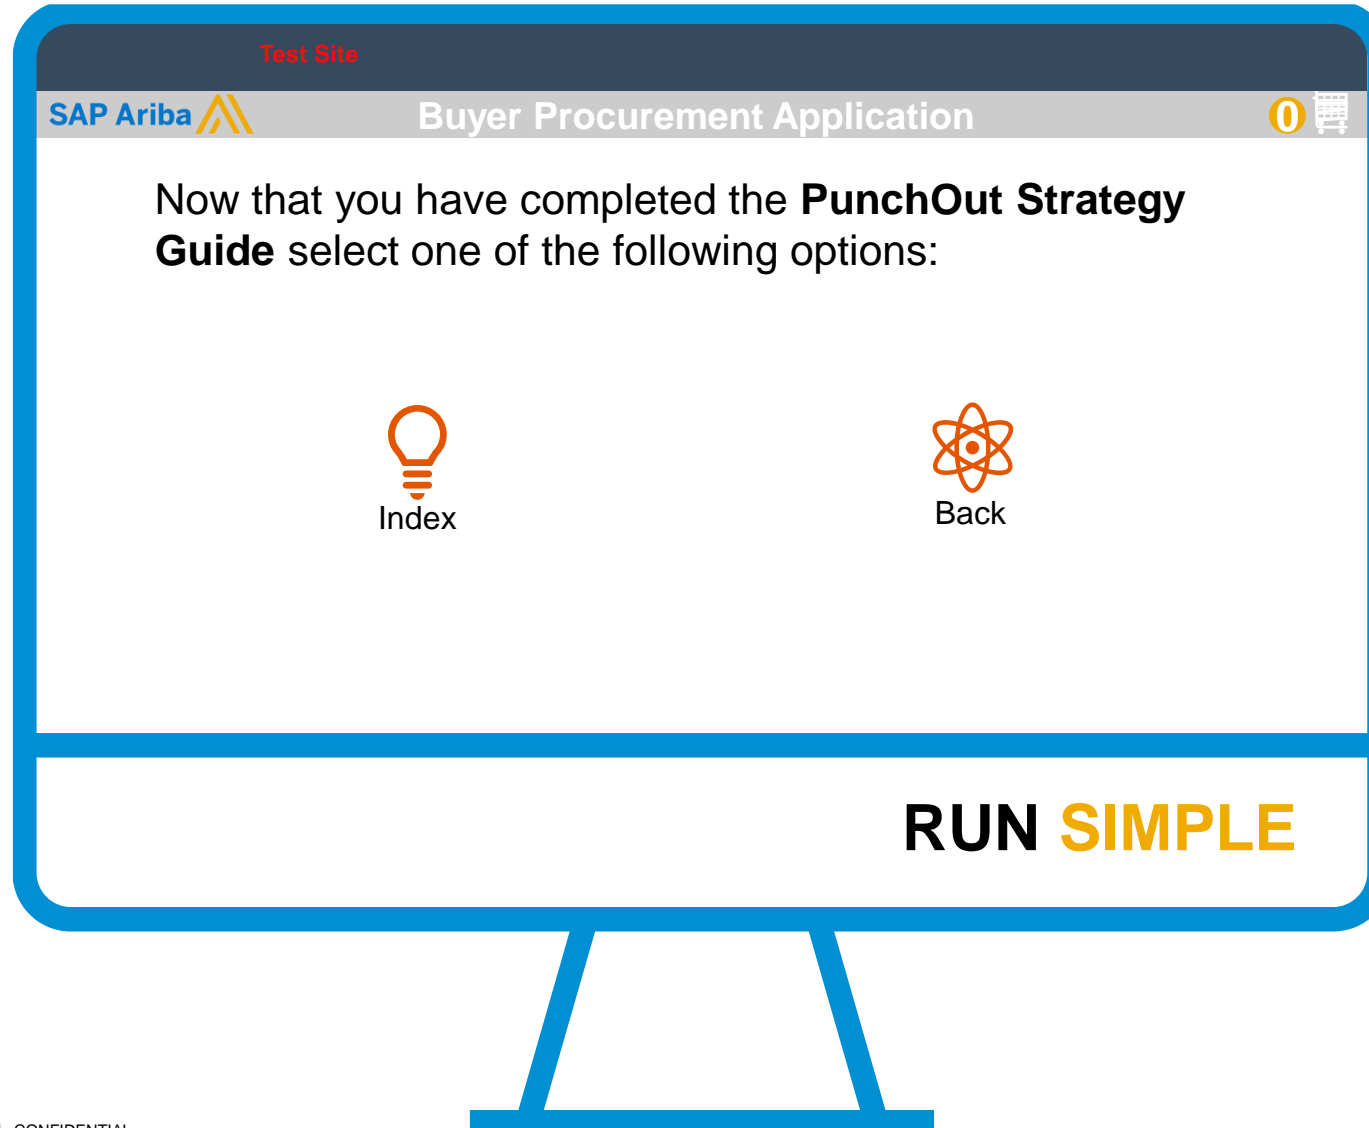 Test Site
SAP Ariba
Buyer Procurement Application
0
Now that you have completed the PunchOut Strategy
Guide select one of the following options:
Index
Back
RUN SIMPLE